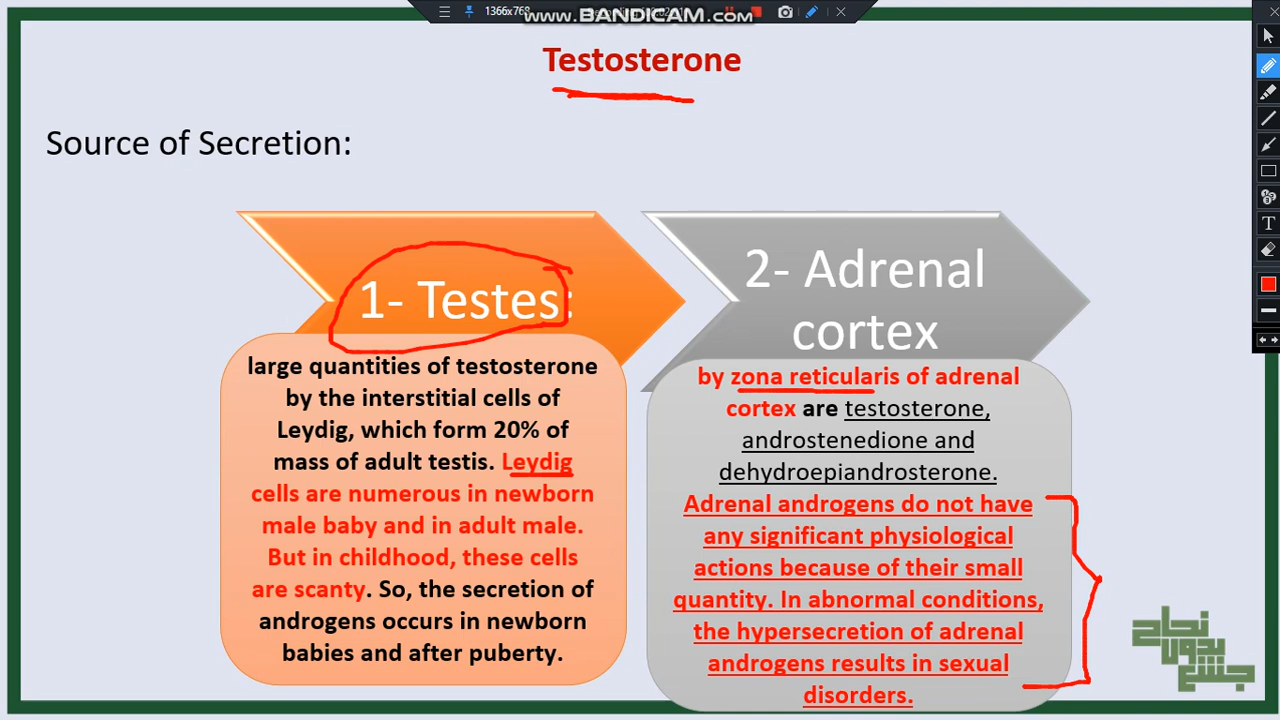 1366x768
www.BANDICAM.com
Testosterone
Source of Secretion:
1- Testes:
large quantities of testosterone
by the interstitial cells of
Leydig, which form 20% of
mass of adult testis. Leydig
cells are numerous in newborn
male baby and in adult male.
But in childhood, these cells
are scanty. So, the secretion of
androgens occurs in newborn
babies and after puberty.
2- Adrenal
cortex
by zona reticularis of adrenal
cortex are testosterone,
androstenedione and
dehydroepiandrosterone.
Adrenal androgens do not have
any significant physiological
actions because of their small
quantity. In abnormal conditions,
the hypersecretion of adrenal
androgens results in sexual
disorders.
نجاح
بدون
جشع